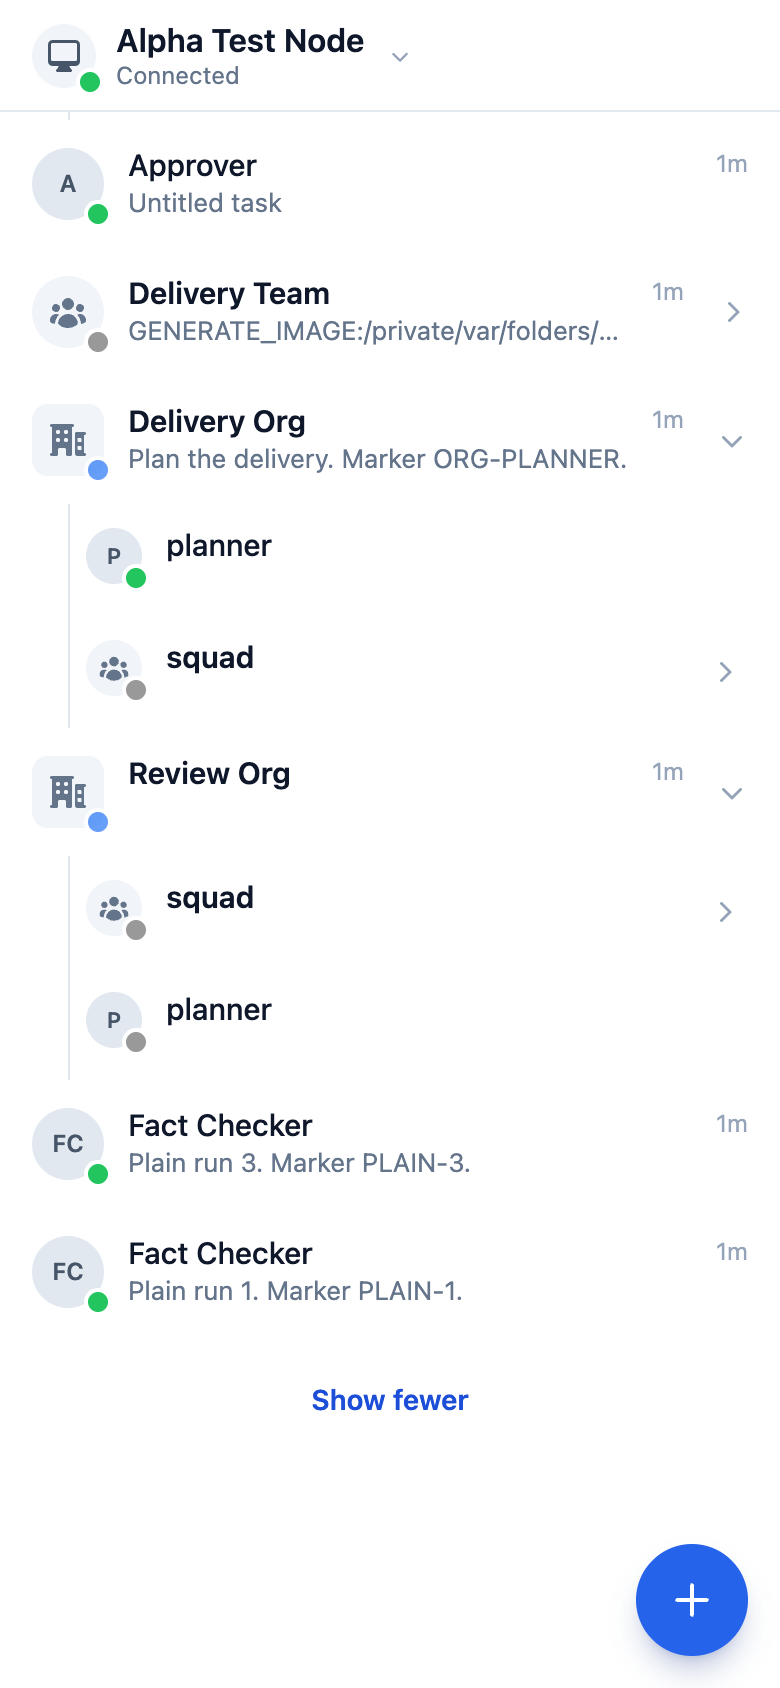 Alpha Test Node
Connected
A
Approver
1m
Untitled task
Delivery Team
1m
GENERATE_IMAGE:/private/var/folders/...
Delivery Org
1m
Plan the delivery. Marker ORG-PLANNER.
P
planner
squad
Review Org
1m
squad
P
planner
FC
Fact Checker
1m
Plain run 3. Marker PLAIN-3.
FC
Fact Checker
1m
Plain run 1. Marker PLAIN-1.
Show fewer